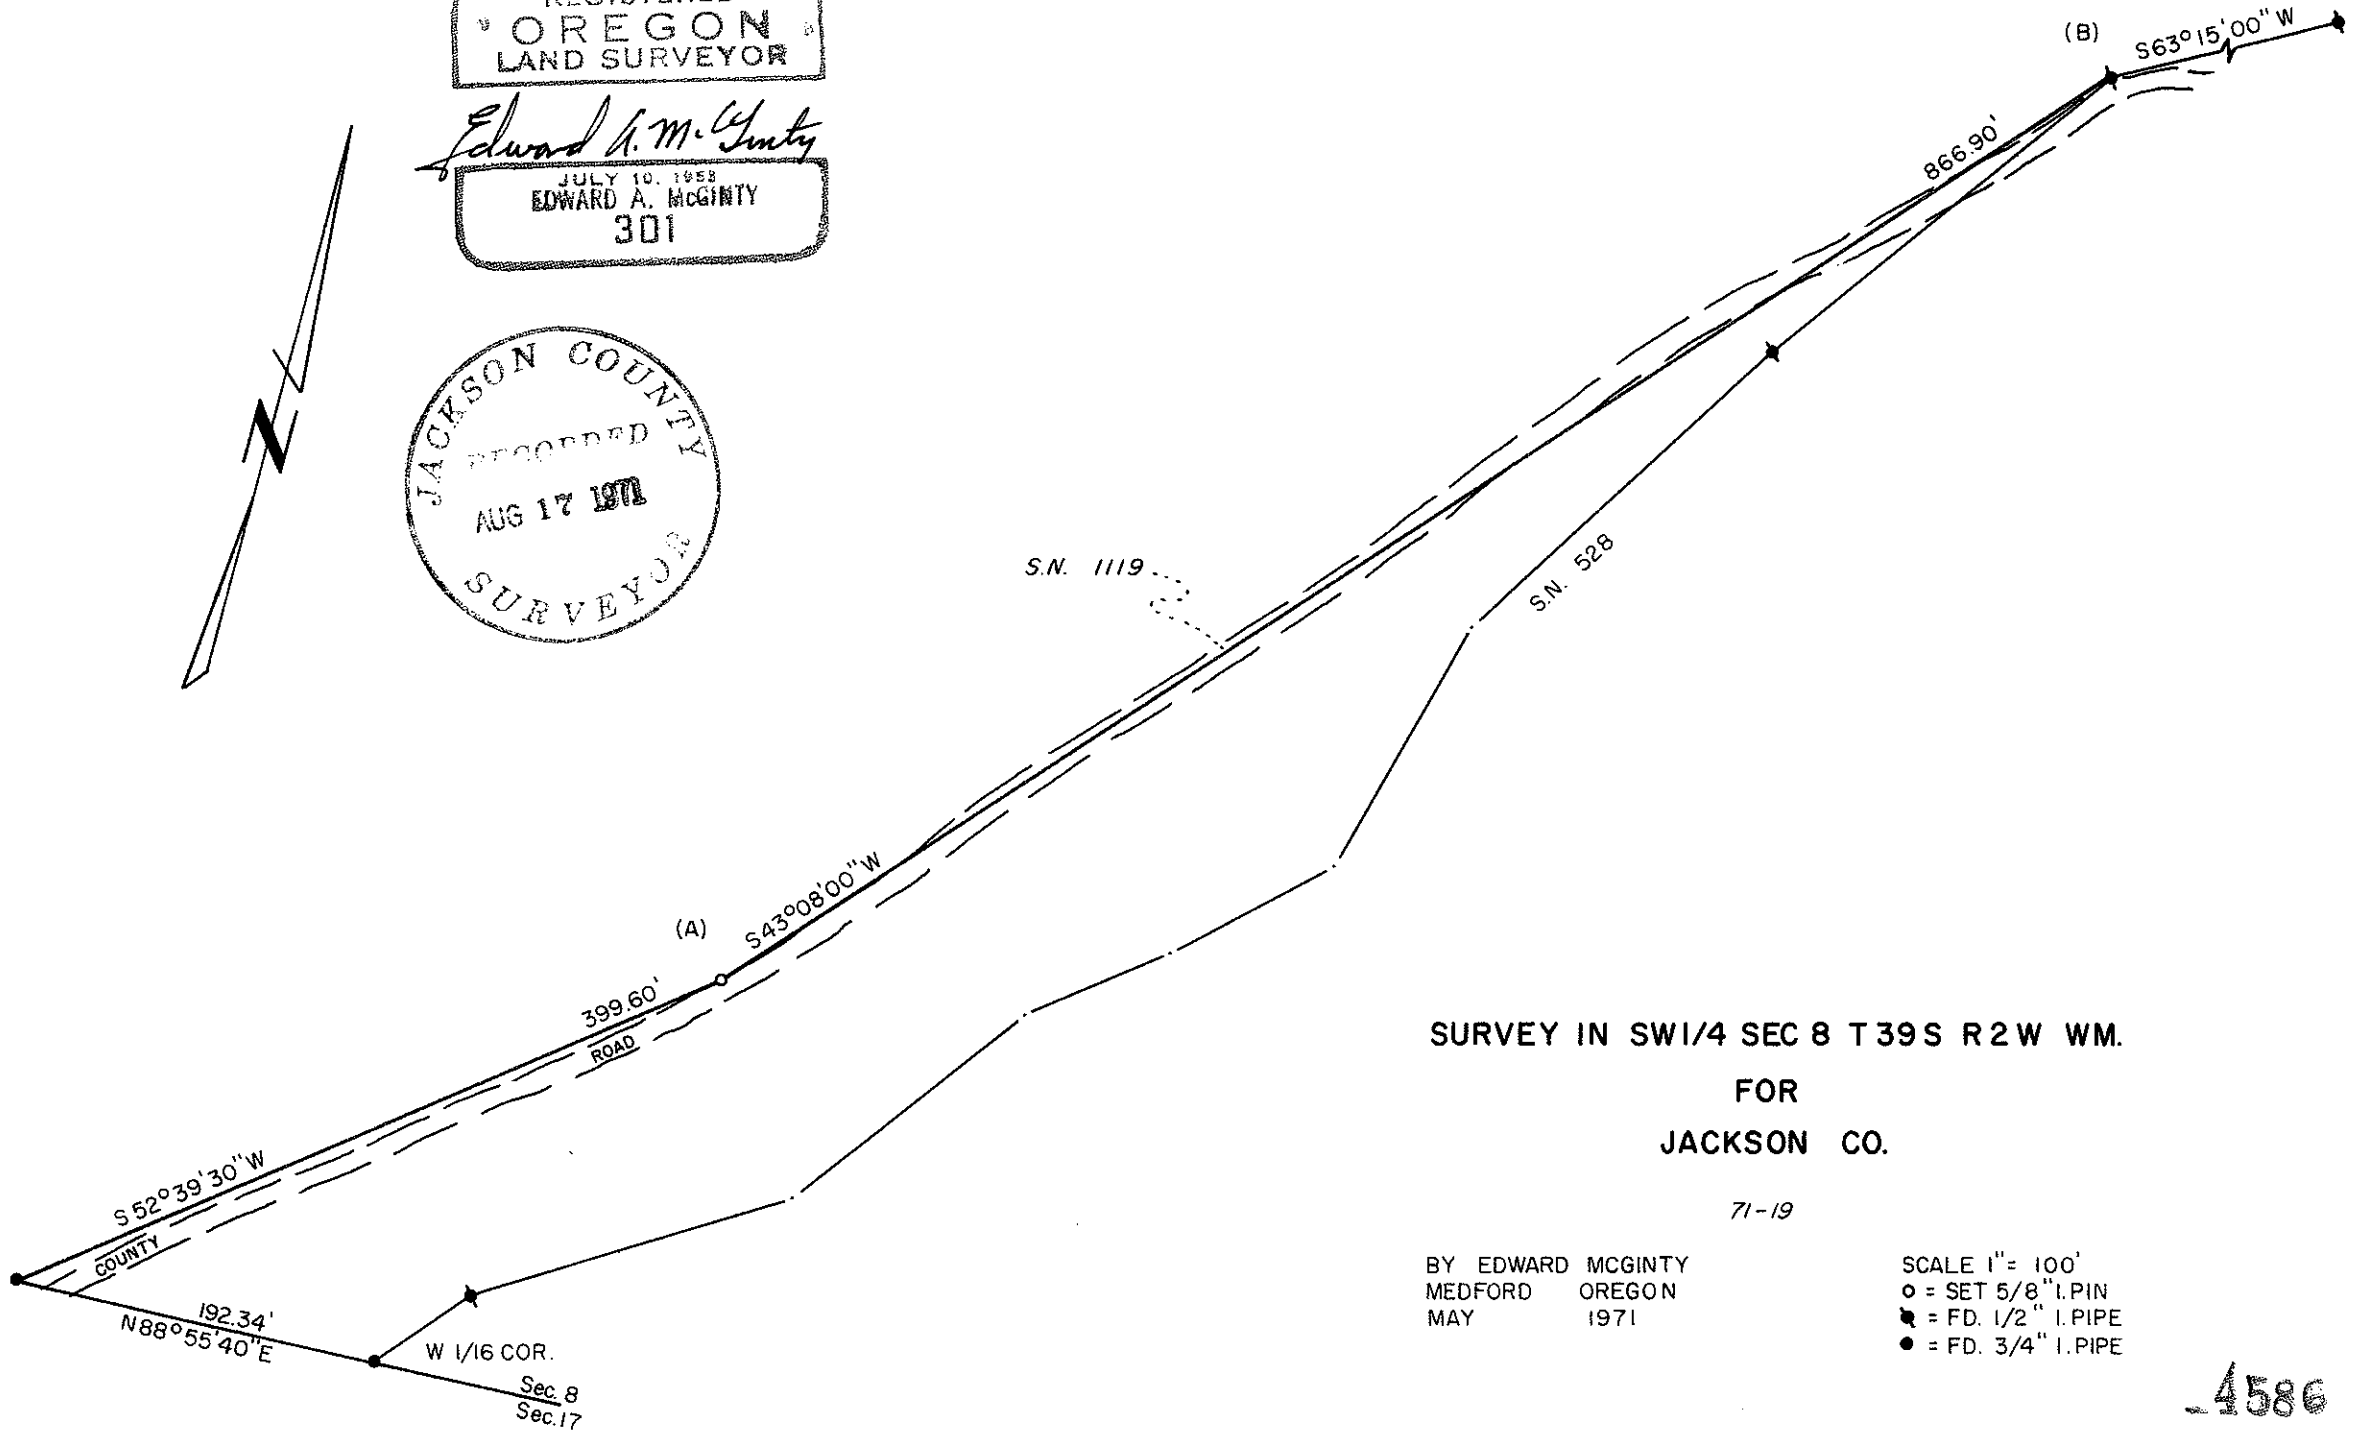 OREGON
LAND SURVEYOR
Edward A. McGinty
JULY 10, 1958
EDWARD A. McGINTY
301
N
JACKSON COUNTY
RECORDED
AUG 17 1971
SURVEYOR
(B)
S63°15'00"W
866.90'
S.N. 1119
S.N. 528
(A)
S43°08'00"W
399.60'
ROAD
S52°39'30"W
COUNTY
192.34'
N88°55'40"E
W 1/16 COR.
Sec. 8
Sec. 17
SURVEY IN SW1/4 SEC 8 T39S R2W WM.
FOR
JACKSON CO.
71-19
BY EDWARD MCGINTY
MEDFORD OREGON
MAY 1971
SCALE 1"= 100'
= SET 5/8" I.PIN
= FD. 1/2" I.PIPE
= FD. 3/4" I.PIPE
4586